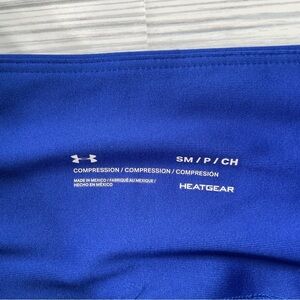 SM / P / CH
COMPRESSION / COMPRESSION / COMPRESIÓN
MADE IN MEXICO / FABRIQUÉ AU MEXIQUE /
HECHO EN MÉXICO
HEATGEAR